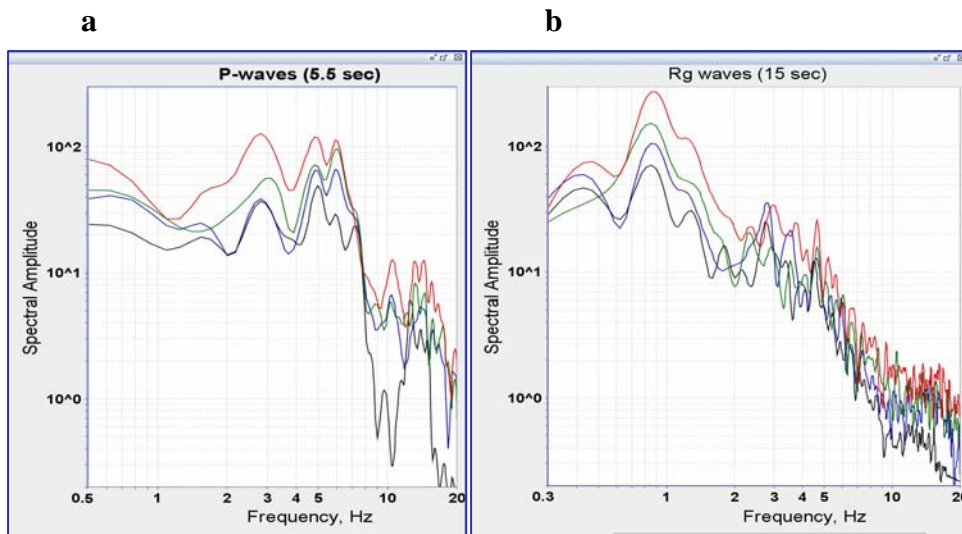 a
b
P-waves (5.5 sec)
Spectral Amplitude
10^2
10^1
10^0
0.5 1 2 3 4 5 10 20
Frequency, Hz
Rg waves (15 sec)
Spectral Amplitude
10^2
10^1
10^0
0.3 1 2 3 4 5 10 20
Frequency, Hz